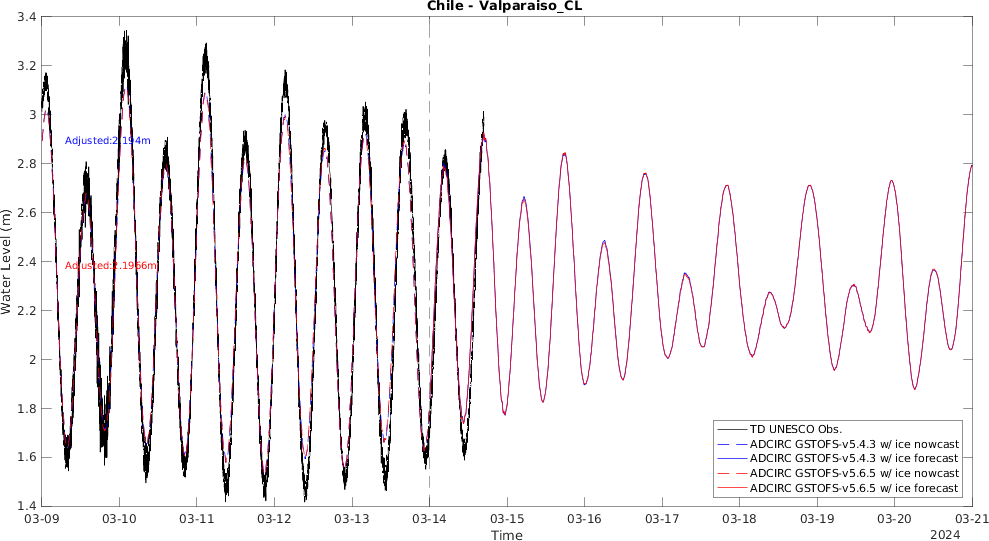 Chile - Valparaiso_CL
3.4
3.2
3
2.8
2.6
2.4
2.2
2
1.8
1.6
1.4
Water Level (m)
Adjusted:2.194m
Adjusted:2.1966m
TD UNESCO Obs.
ADCIRC GSTOFS-v5.4.3 w/ ice nowcast
ADCIRC GSTOFS-v5.4.3 w/ ice forecast
ADCIRC GSTOFS-v5.6.5 w/ ice nowcast
ADCIRC GSTOFS-v5.6.5 w/ ice forecast
03-09 03-10 03-11 03-12 03-13 03-14 03-15 03-16 03-17 03-18 03-19 03-20 03-21
Time
2024